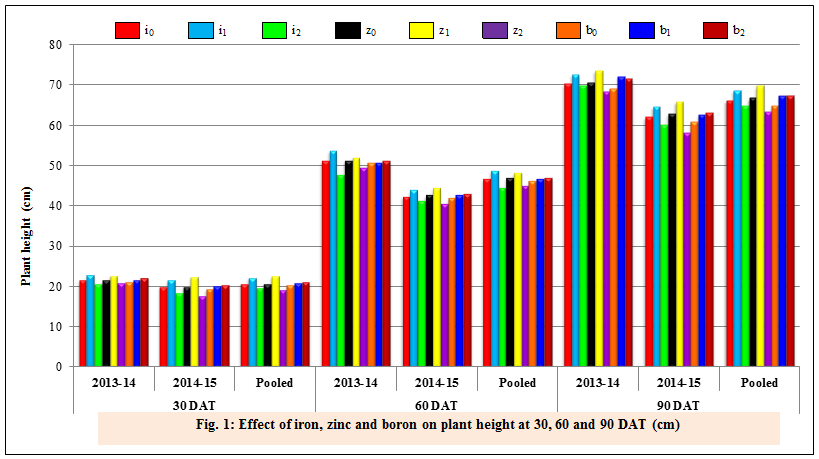 i₀ i₁ i₂ z₀ z₁ z₂ b₀ b₁ b₂
Plant height (cm)
80
70
60
50
40
30
20
10
0
2013-14 2014-15 Pooled 2013-14 2014-15 Pooled 2013-14 2014-15 Pooled
30 DAT 60 DAT 90 DAT
Fig. 1: Effect of iron, zinc and boron on plant height at 30, 60 and 90 DAT (cm)